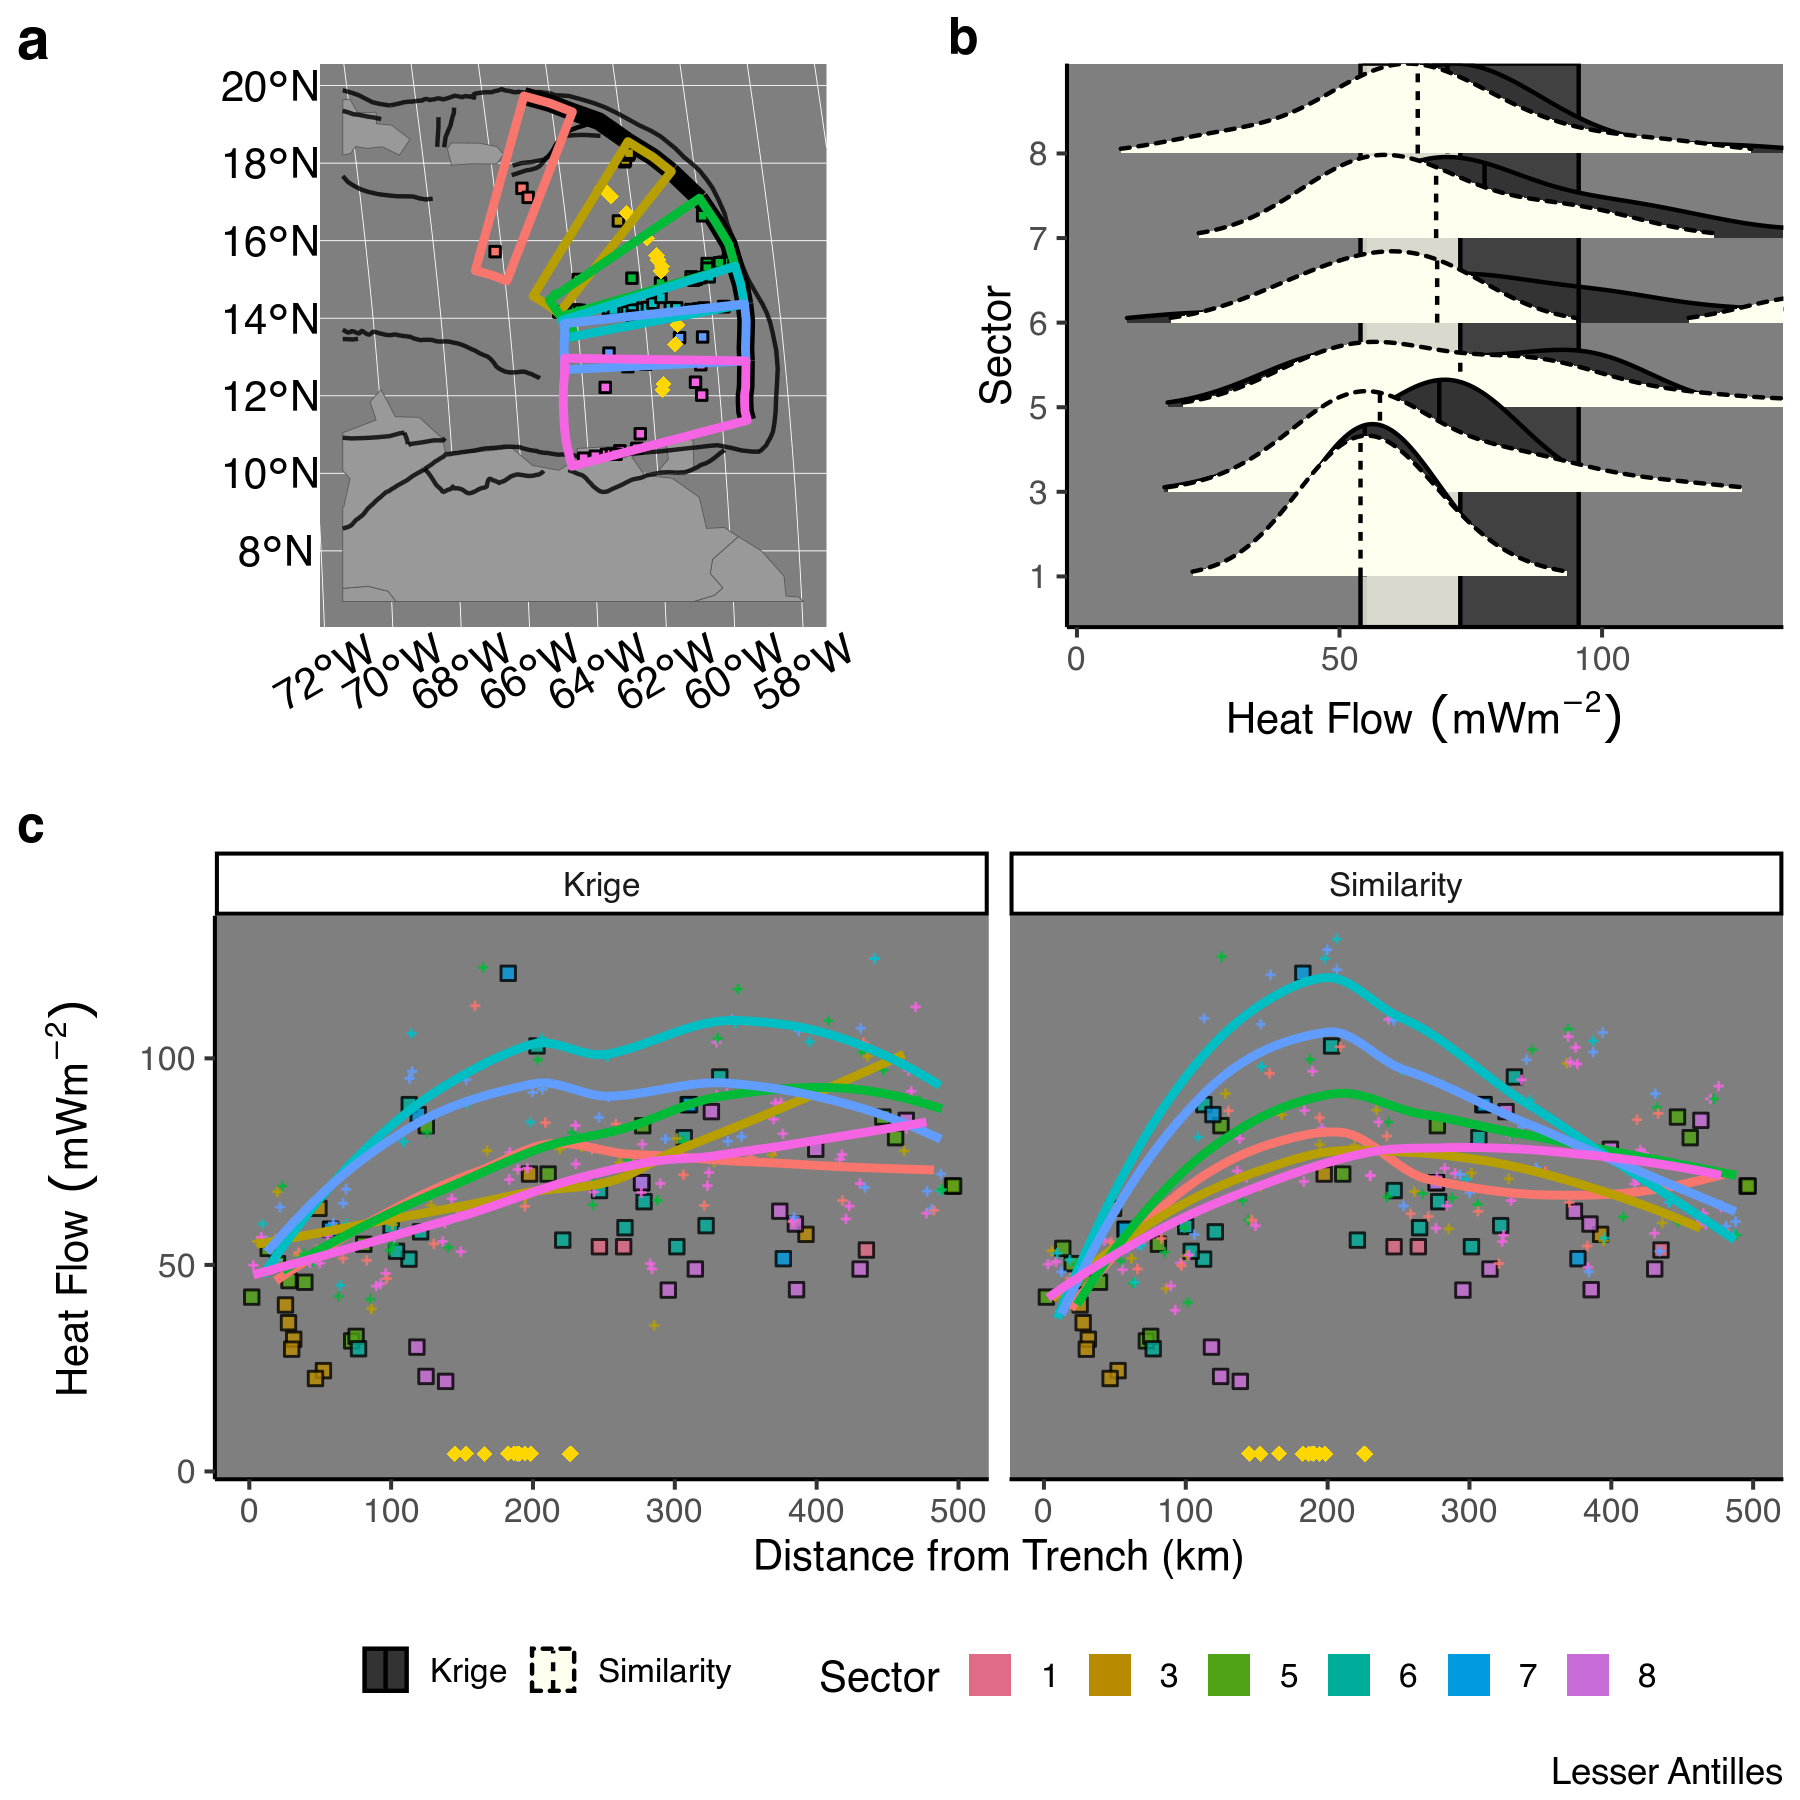 a
20°N
18°N
16°N
14°N
12°N
10°N
8°N
72°W
70°W
68°W
66°W
64°W
62°W
60°W
58°W
b
Sector
8
7
6
5
3
1
0
50
100
Heat Flow (mWm⁻²)
c
Krige
Similarity
Heat Flow (mWm⁻²)
100
50
0
0
100
200
300
400
500
0
100
200
300
400
500
Distance from Trench (km)
Krige
Similarity
Sector
1
3
5
6
7
8
Lesser Antilles